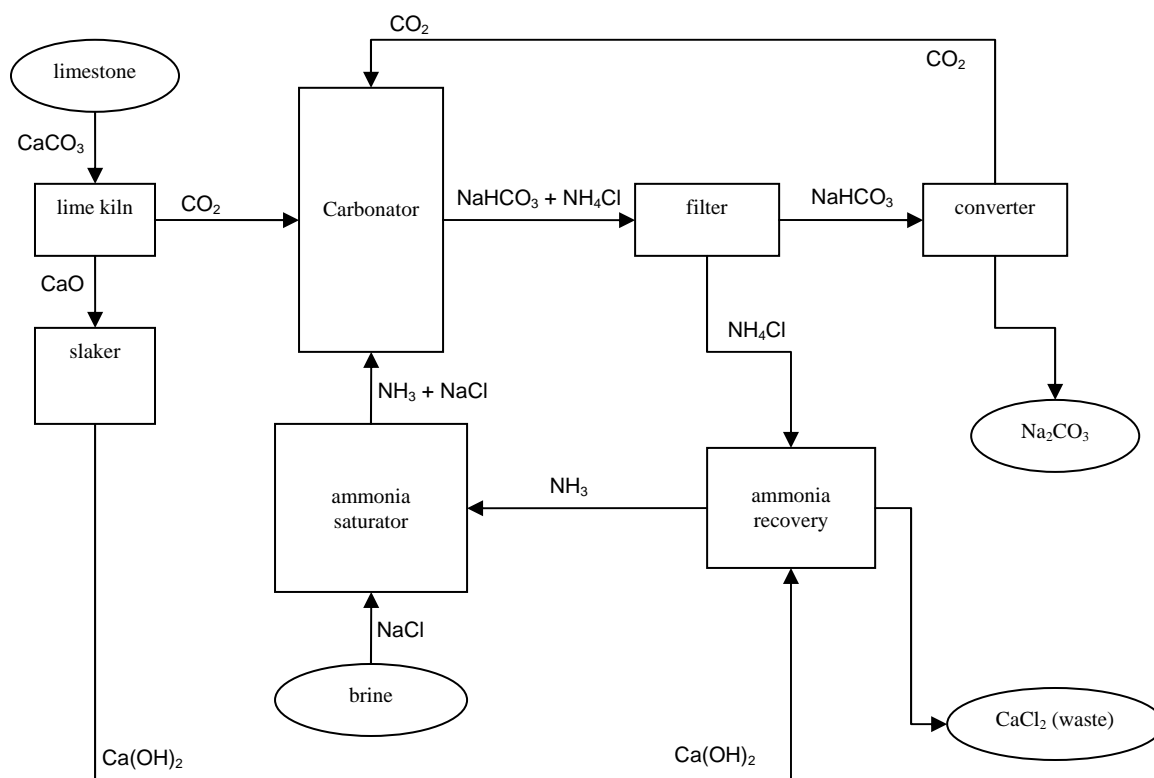 CO₂
CO₂
limestone
CaCO₃
lime kiln
CO₂
Carbonator
NaHCO₃ + NH₄Cl
filter
NaHCO₃
converter
CaO
slaker
NH₄Cl
NH₃ + NaCl
Na₂CO₃
ammonia
saturator
NH₃
ammonia
recovery
NaCl
brine
CaCl₂ (waste)
Ca(OH)₂
Ca(OH)₂